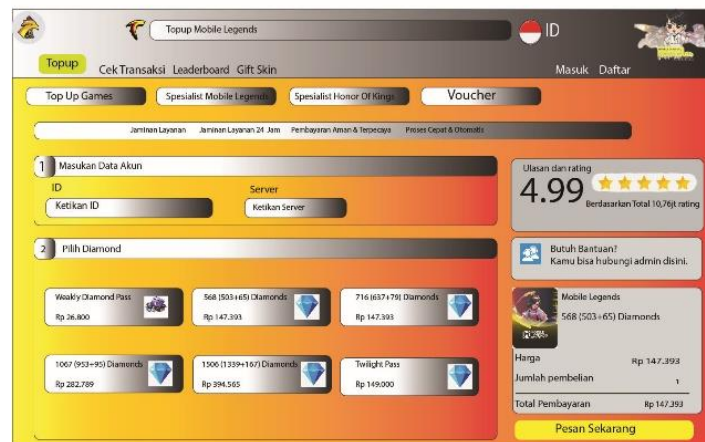 Topup Mobile Legends
ID
Topup
Cek Transaksi Leaderboard Gift Skin
Masuk Daftar
Top Up Games
Spesialist Mobile Legends
Spesialist Honor Of Kings
Voucher
Jaminan Layanan Jaminan Layanan 24 Jam Pembayaran Aman & Terpecaya Proses Cepat & Otomatis
1 Masukan Data Akun
ID
Server
Ketikan ID
Ketikan Server
2 Pilih Diamond
Weakly Diamond Pass
Rp 26.800
568 (503+65) Diamonds
Rp 147.393
716 (637+79) Diamonds
Rp 147.393
1067 (953+95) Diamonds
Rp 282.789
1506 (1339+167) Diamonds
Rp 394.565
Twilight Pass
Rp 149.000
Ulasan dan rating
4.99
Berdasarkan Total 10,76jt rating
Butuh Bantuan?
Kamu bisa hubungi admin disini.
Mobile Legends
568 (503+65) Diamonds
Harga Rp 147.393
Jumlah pembelian 1
Total Pembayaran Rp 147.393
Pesan Sekarang